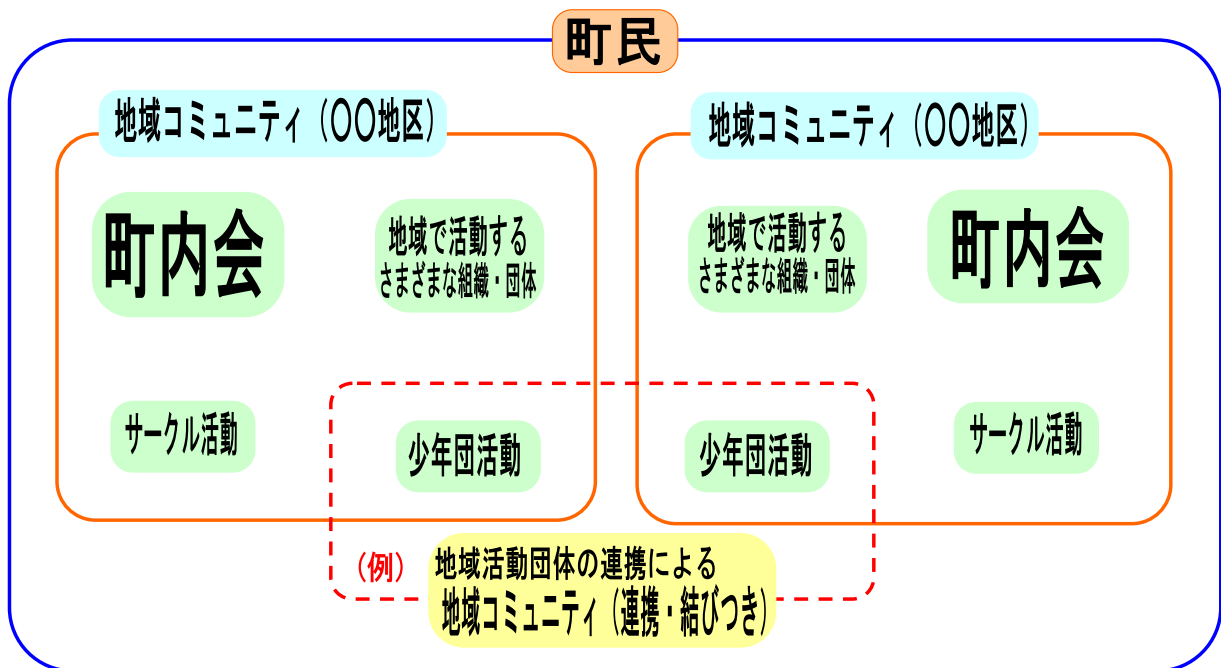 町民
地域コミュニティ（〇〇地区）
町内会
地域で活動する
さまざまな組織・団体
サークル活動
少年団活動
地域コミュニティ（〇〇地区）
地域で活動する
さまざまな組織・団体
町内会
少年団活動
サークル活動
（例）
地域活動団体の連携による
地域コミュニティ（連携・結びつき）